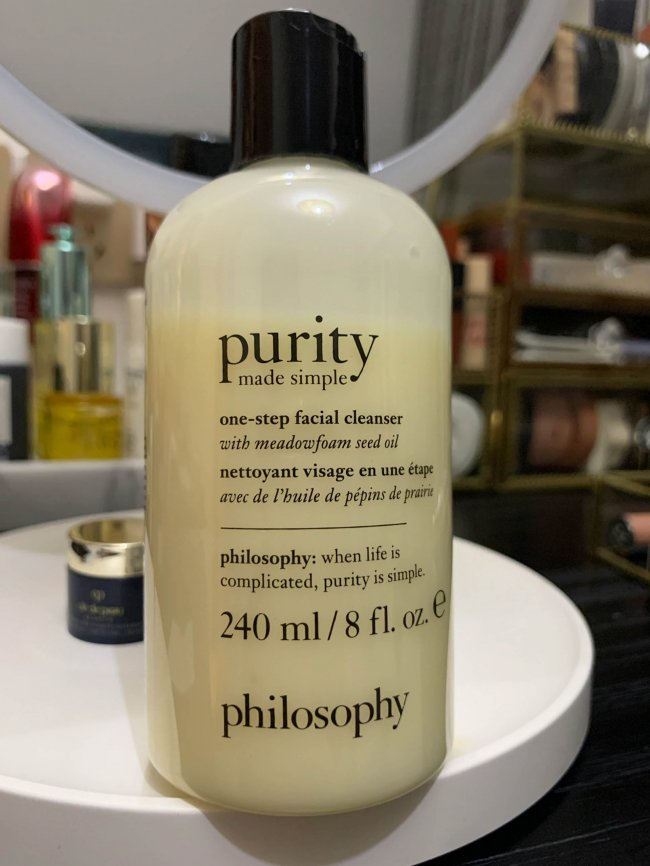 purity
made simple
one-step facial cleanser
with meadowfoam seed oil
nettoyant visage en une étape
avec de l'huile de pépins de prairie
philosophy: when life is
complicated, purity is simple.
240 ml / 8 fl. oz. e
philosophy